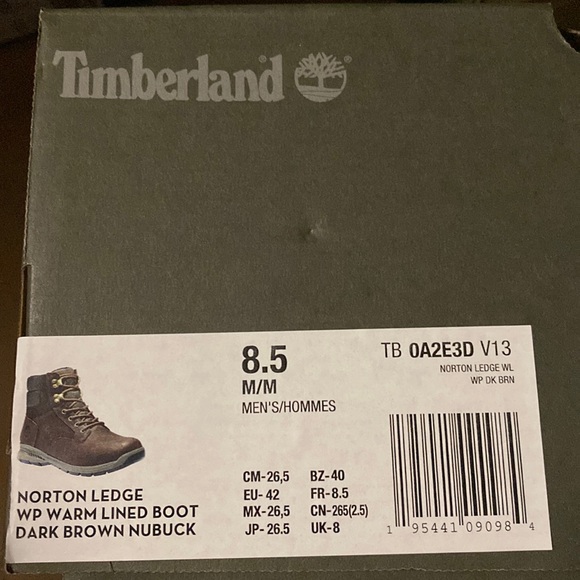 Timberland
8.5
M/M
MEN'S/HOMMES
TB 0A2E3D V13
NORTON LEDGE WL
WP DK BRN
NORTON LEDGE
WP WARM LINED BOOT
DARK BROWN NUBUCK
CM-26,5 BZ-40
EU- 42 FR-8.5
MX-26,5 CN-265(2.5)
JP- 26.5 UK-8
1 95441 09098 4